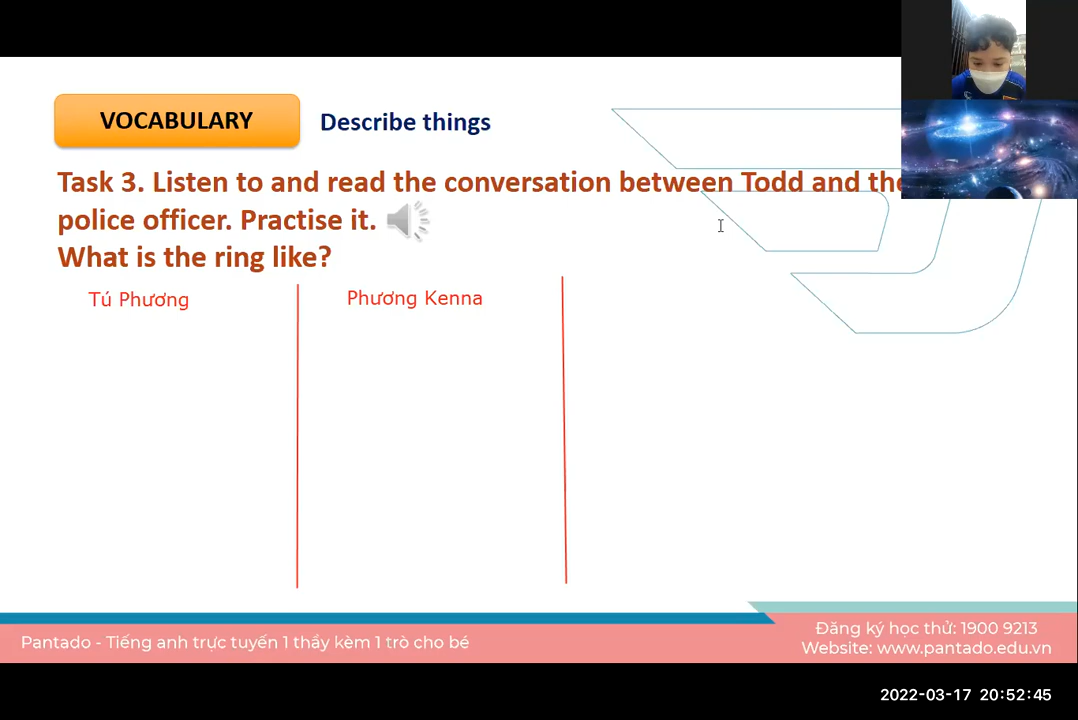 VOCABULARY
Describe things
Task 3. Listen to and read the conversation between Todd and the
police officer. Practise it.
What is the ring like?
Tú Phương
Phương Kenna
Pantado - Tiếng anh trực tuyến 1 thầy kèm 1 trò cho bé
Đăng ký học thử: 1900 9213
Website: www.pantado.edu.vn
2022-03-17 20:52:45